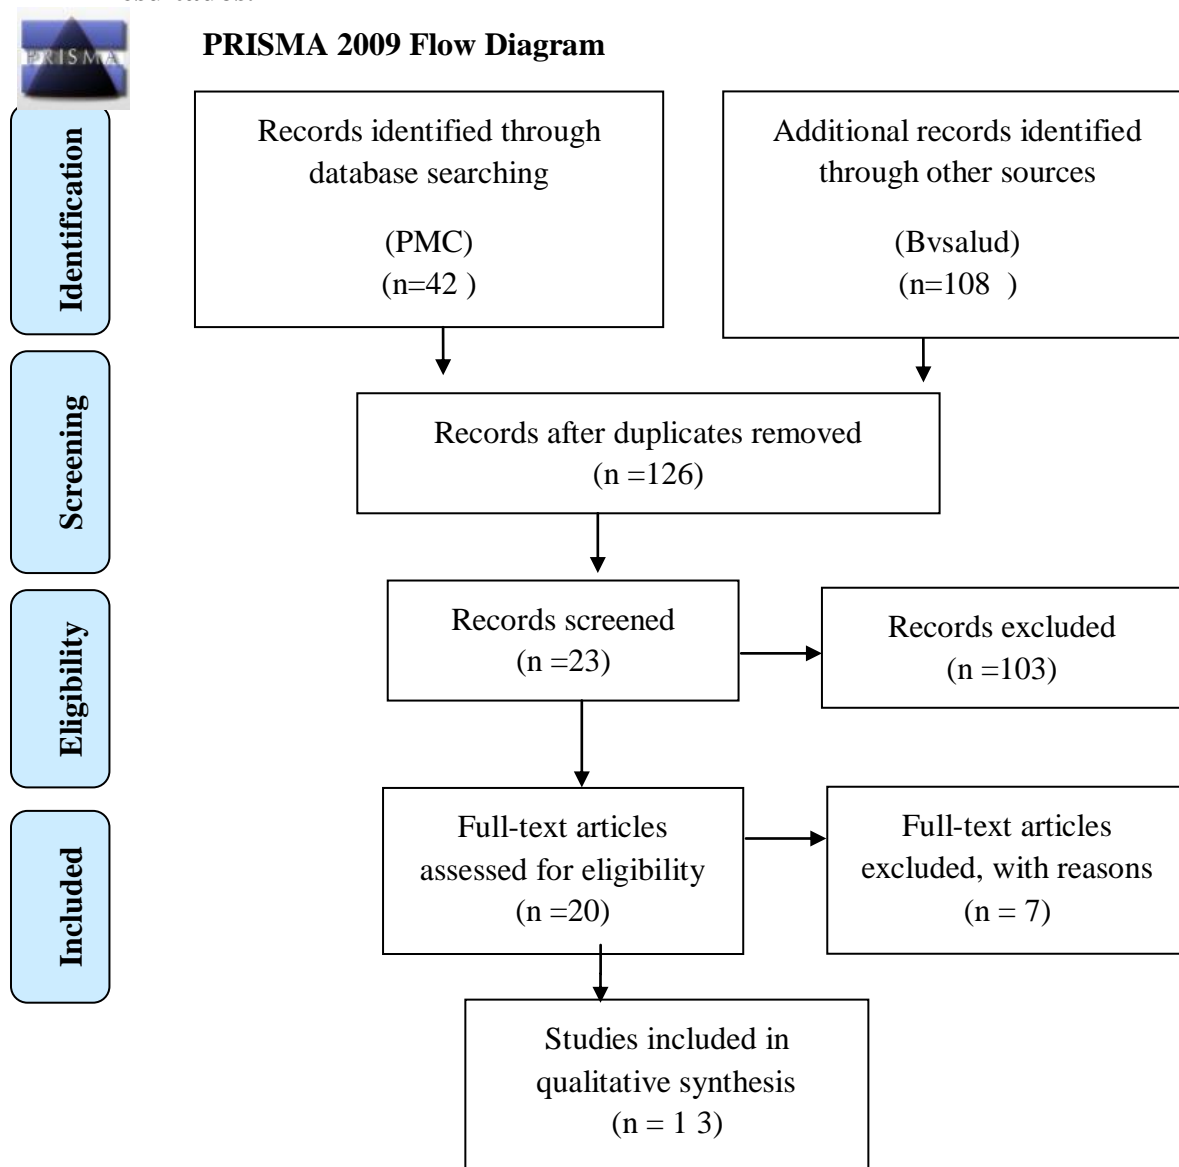 PRISMA
PRISMA 2009 Flow Diagram
Identification
Records identified through
database searching
(PMC)
(n=42 )
Additional records identified
through other sources
(Bvsalud)
(n=108 )
Screening
Records after duplicates removed
(n =126)
Records screened
(n =23)
Records excluded
(n =103)
Eligibility
Full-text articles
assessed for eligibility
(n =20)
Full-text articles
excluded, with reasons
(n = 7)
Included
Studies included in
qualitative synthesis
(n = 1 3)